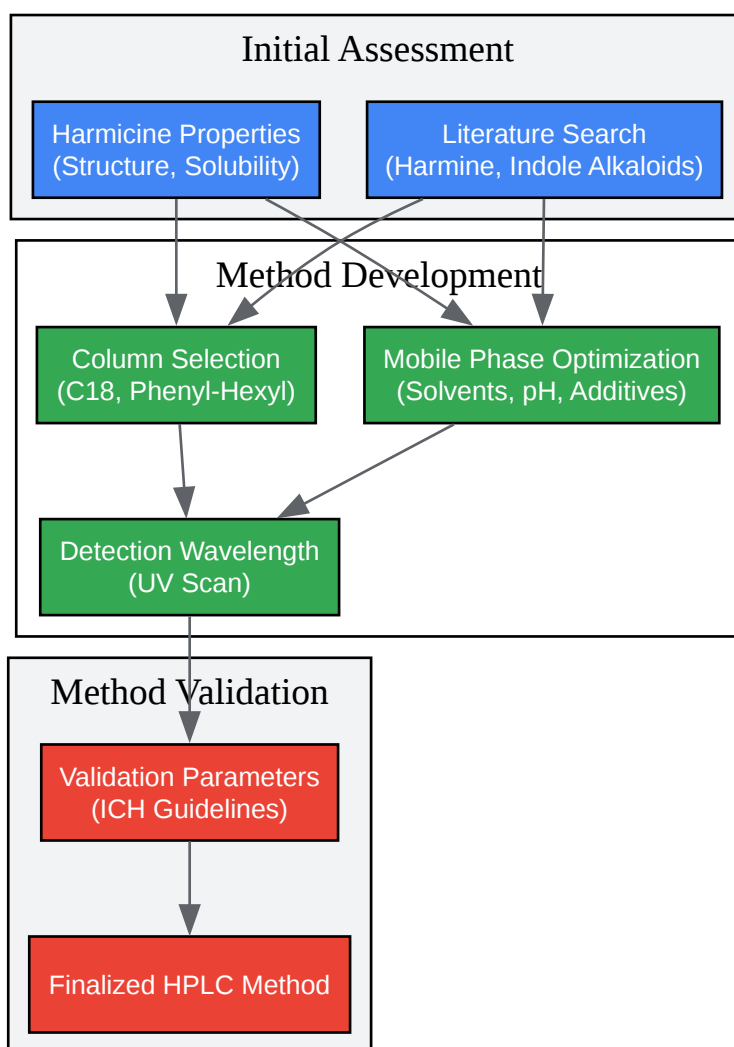 Initial Assessment
Harmicine Properties
(Structure, Solubility)
Literature Search
(Harmine, Indole Alkaloids)
Method Development
Column Selection
(C18, Phenyl-Hexyl)
Mobile Phase Optimization
(Solvents, pH, Additives)
Detection Wavelength
(UV Scan)
Method Validation
Validation Parameters
(ICH Guidelines)
Finalized HPLC Method